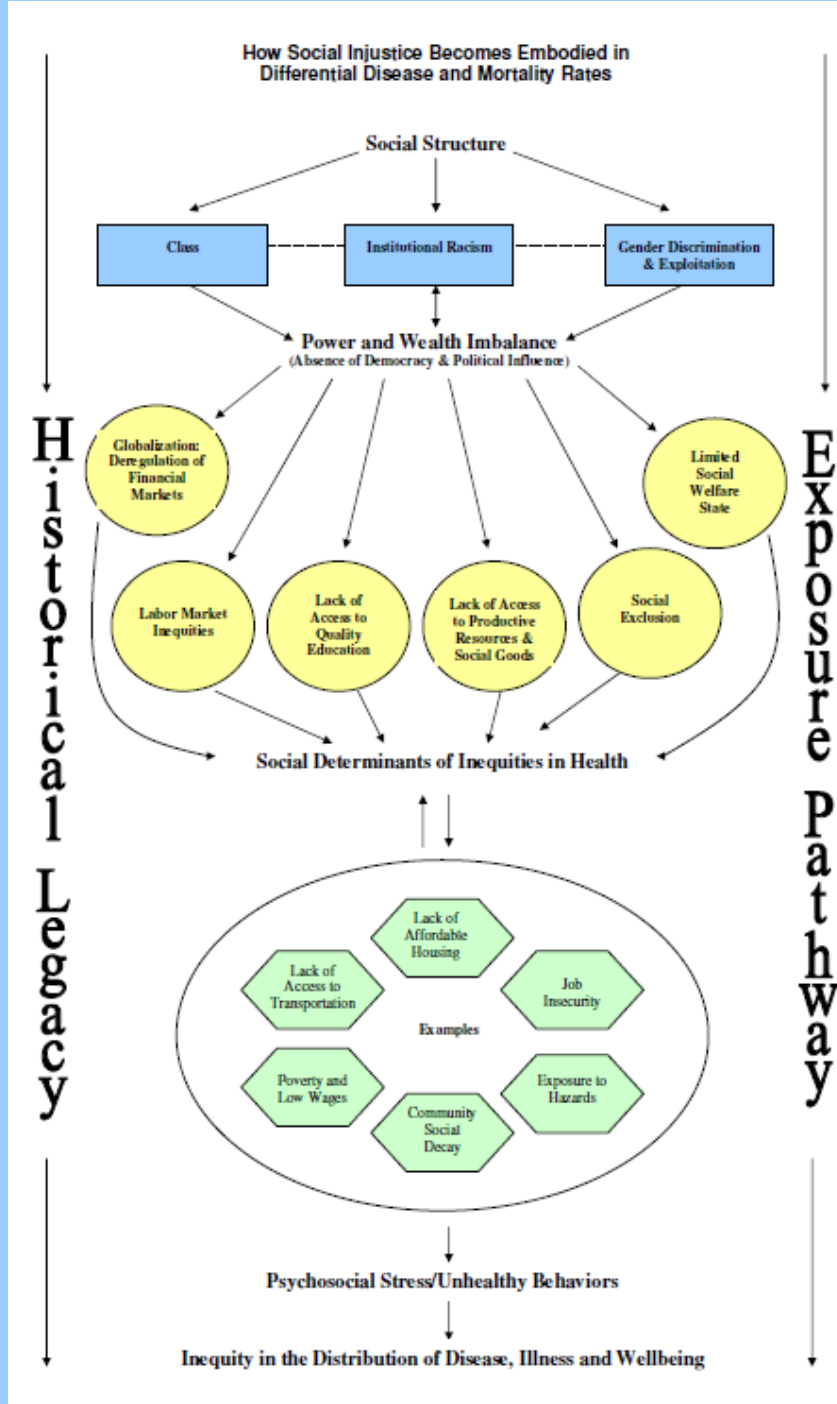 How Social Injustice Becomes Embodied in
Differential Disease and Mortality Rates
Social Structure
Class
Institutional Racism
Gender Discrimination
& Exploitation
Power and Wealth Imbalance
(Absence of Democracy & Political Influence)
Historical Legacy
Exposure Pathway
Globalization:
Deregulation of
Financial
Markets
Limited
Social
Welfare
State
Labor Market
Inequities
Lack of
Access to
Quality
Education
Lack of Access
to Productive
Resources &
Social Goods
Social
Exclusion
Social Determinants of Inequities in Health
Lack of
Affordable
Housing
Lack of
Access to
Transportation
Job
Insecurity
Examples
Poverty and
Low Wages
Exposure to
Hazards
Community
Social
Decay
Psychosocial Stress/Unhealthy Behaviors
Inequity in the Distribution of Disease, Illness and Wellbeing